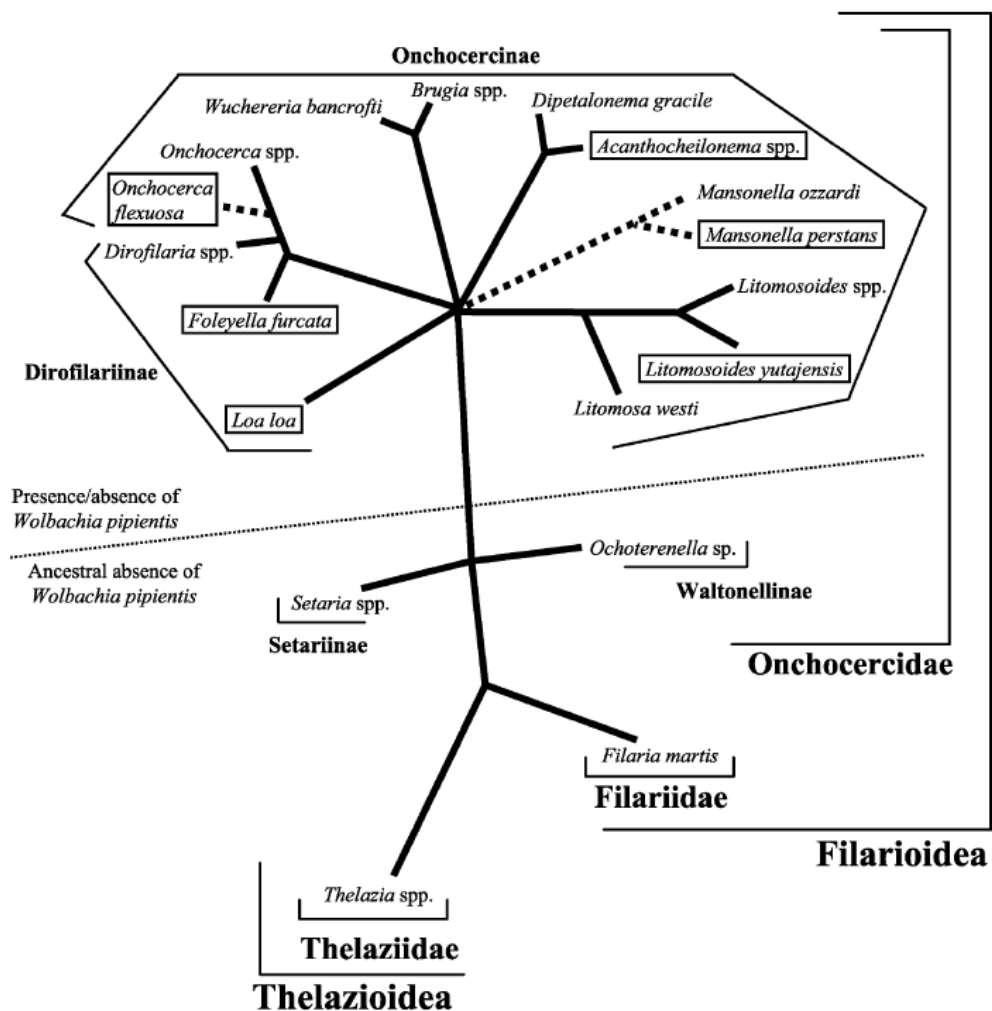 Onchocercinae
Brugia spp.
Wuchereria bancrofti
Dipetalonema gracile
Onchocerca spp.
Acanthocheilonema spp.
Onchocerca
flexuosa
Mansonella ozzardi
Mansonella perstans
Dirofilaria spp.
Litomosoides spp.
Foleyella furcata
Dirofilariinae
Litomosoides yutajensis
Loa loa
Litomosa westi
Presence/absence of
Wolbachia pipientis
Ancestral absence of
Wolbachia pipientis
Ochoterenella sp.
Waltonellinae
Setaria spp.
Setariinae
Onchocercidae
Filaria martis
Filariidae
Filarioidea
Thelazia spp.
Thelaziidae
Thelazioidea